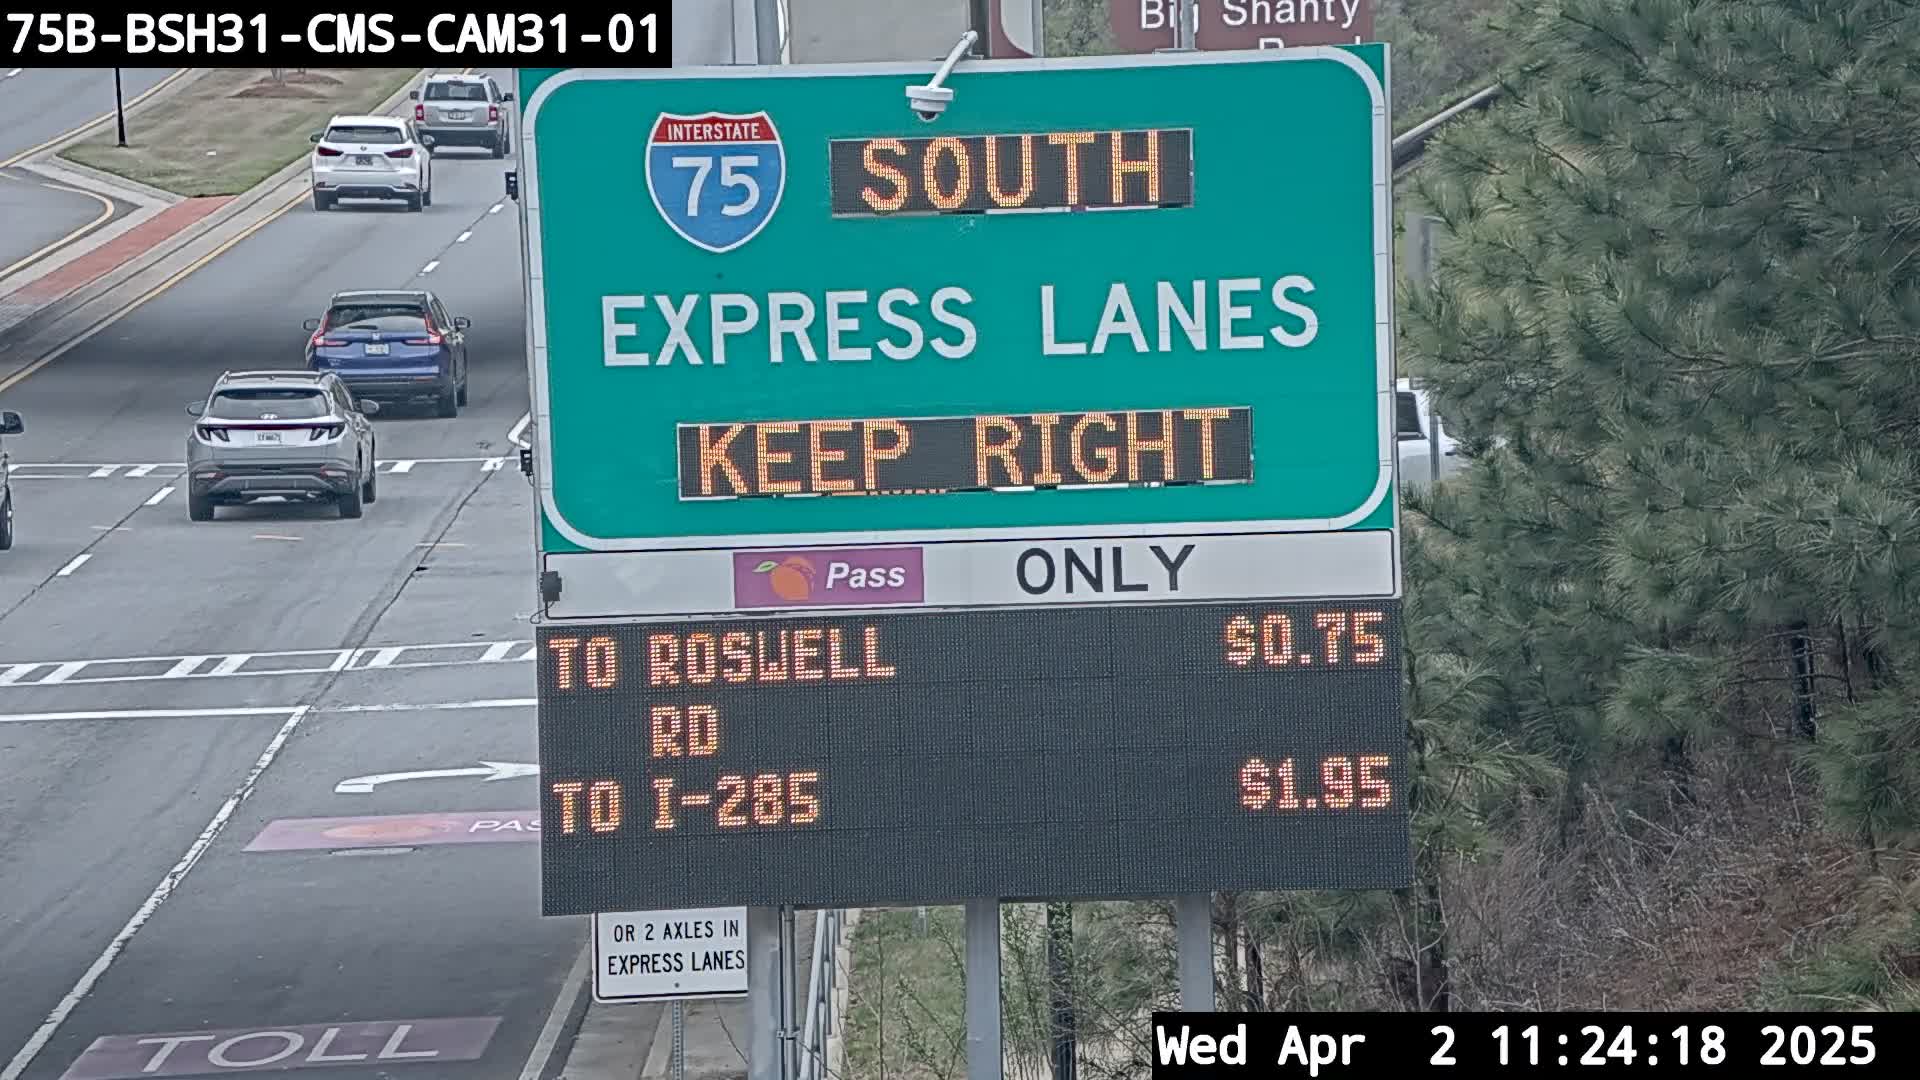 75B-BSH31-CMS-CAM31-01
Big Shanty
INTERSTATE
75
SOUTH
EXPRESS LANES
KEEP RIGHT
Pass ONLY
TO ROSWELL $0.75
RD
TO I-285 $1.95
OR 2 AXLES IN
EXPRESS LANES
TOLL
Wed Apr 2 11:24:18 2025